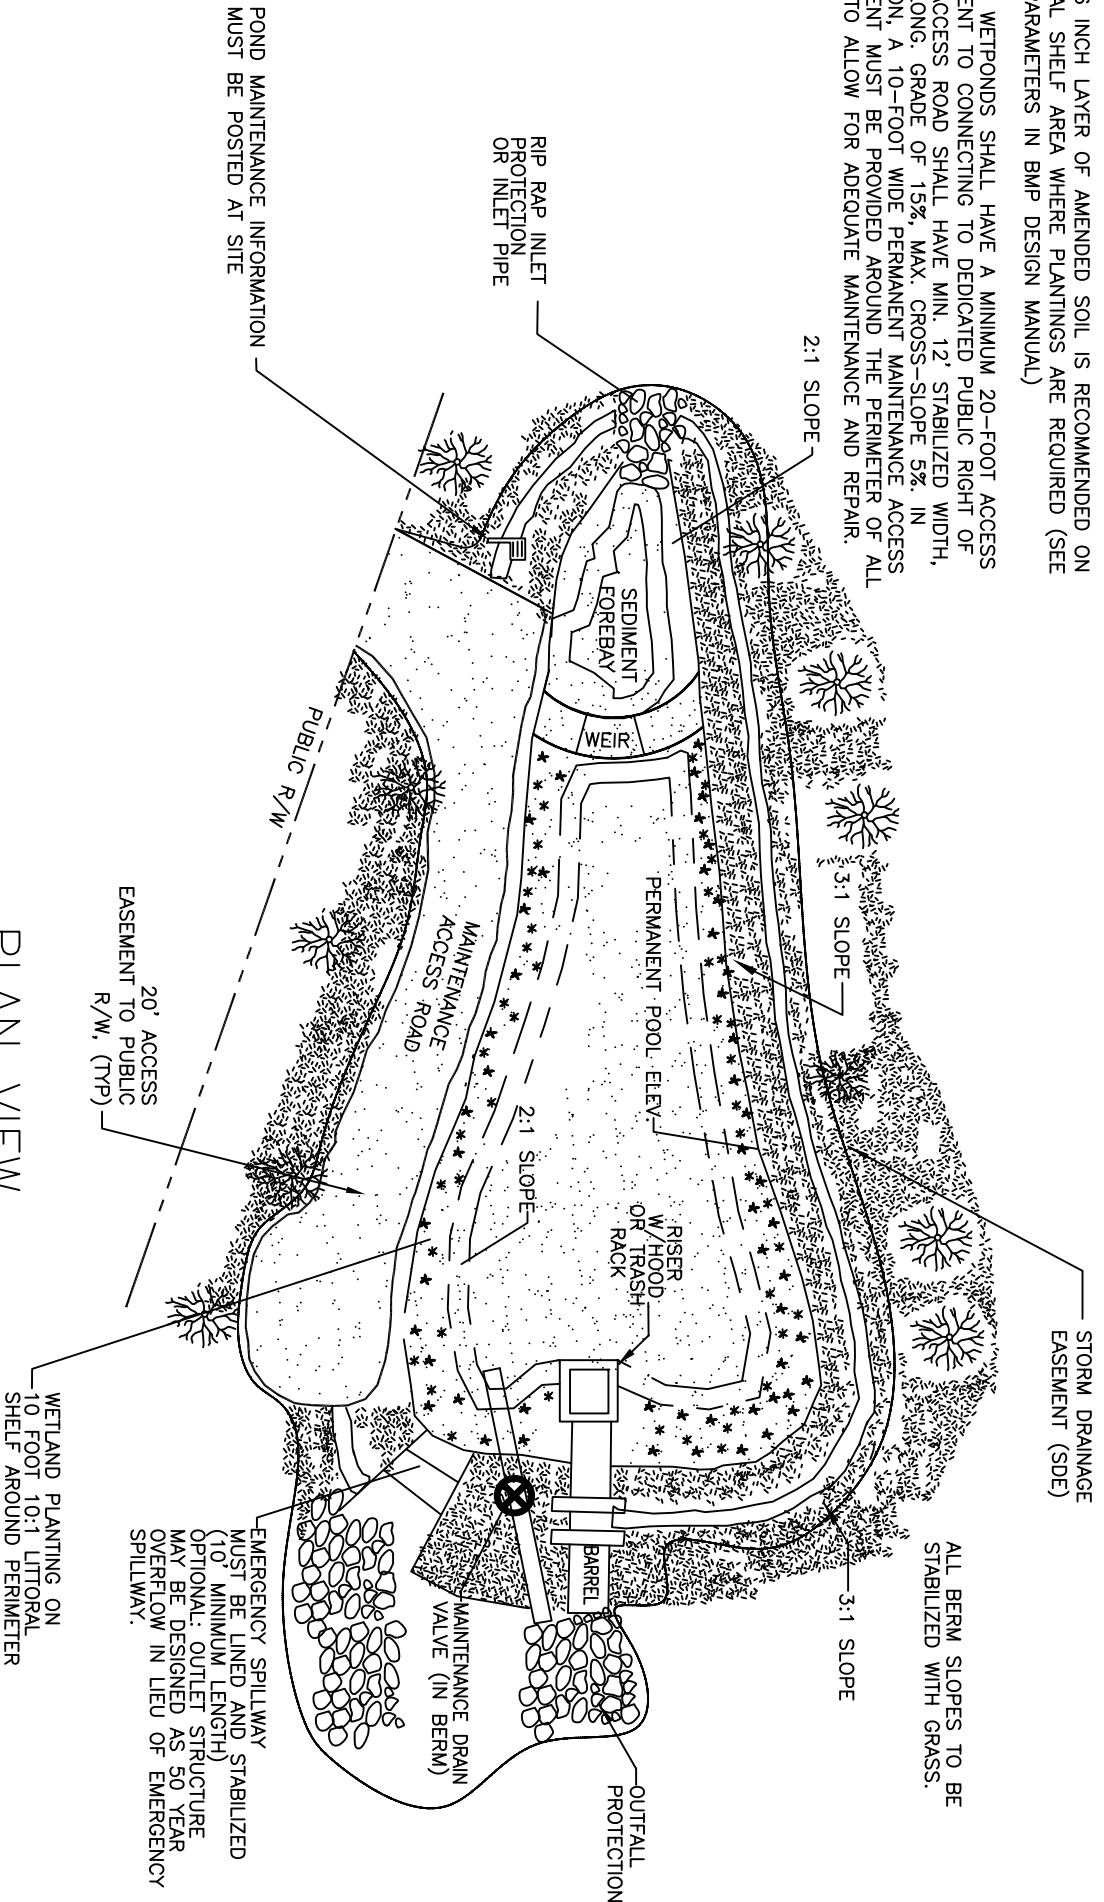 6 INCH LAYER OF AMENDED SOIL IS RECOMMENDED ON
AL SHELF AREA WHERE PLANTINGS ARE REQUIRED (SEE
PARAMETERS IN BMP DESIGN MANUAL)
WETPONDS SHALL HAVE A MINIMUM 20-FOOT ACCESS
ENT TO CONNECTING TO DEDICATED PUBLIC RIGHT OF
ACCESS ROAD SHALL HAVE MIN. 12' STABILIZED WIDTH,
LONG. GRADE OF 15%, MAX. CROSS-SLOPE 5%. IN
ON, A 10-FOOT WIDE PERMANENT MAINTENANCE ACCESS
ENT MUST BE PROVIDED AROUND THE PERIMETER OF ALL
TO ALLOW FOR ADEQUATE MAINTENANCE AND REPAIR.
2:1 SLOPE
RIP RAP INLET
PROTECTION
OR INLET PIPE
POND MAINTENANCE INFORMATION
MUST BE POSTED AT SITE
SEDIMENT
FOREBAY
WEIR
PUBLIC R/W
3:1 SLOPE
PERMANENT POOL ELEV.
MAINTENANCE
ACCESS ROAD
20' ACCESS
EASEMENT TO PUBLIC
R/W, (TYP)
2:1 SLOPE
RISER
W/HOOD
OR TRASH
RACK
STORM DRAINAGE
EASEMENT (SDE)
ALL BERM SLOPES TO BE
STABILIZED WITH GRASS.
3:1 SLOPE
BARREL
OUTFALL
PROTECTION
MAINTENANCE DRAIN
VALVE (IN BERM)
EMERGENCY SPILLWAY
MUST BE LINED AND STABILIZED
(10' MINIMUM LENGTH)
OPTIONAL: OUTLET STRUCTURE
MAY BE DESIGNED AS 50 YEAR
OVERFLOW IN LIEU OF EMERGENCY
SPILLWAY.
WETLAND PLANTING ON
10 FOOT 10:1 LITTORAL
SHELF AROUND PERIMETER
PLAN VIEW